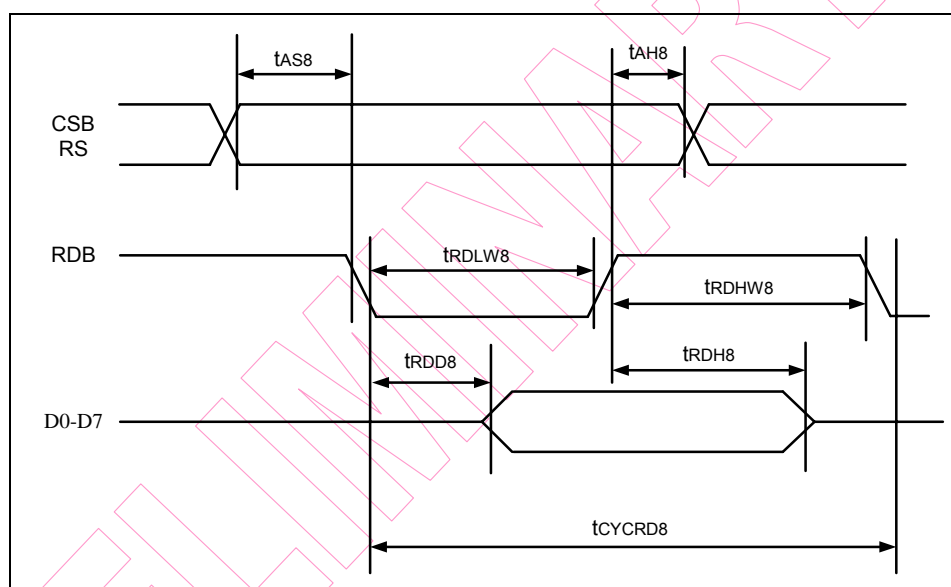 tAS8
tAH8
CSB
RS
RDB
tRDLW8
tRDHW8
tRDD8
tRDH8
D0-D7
tCYCRD8